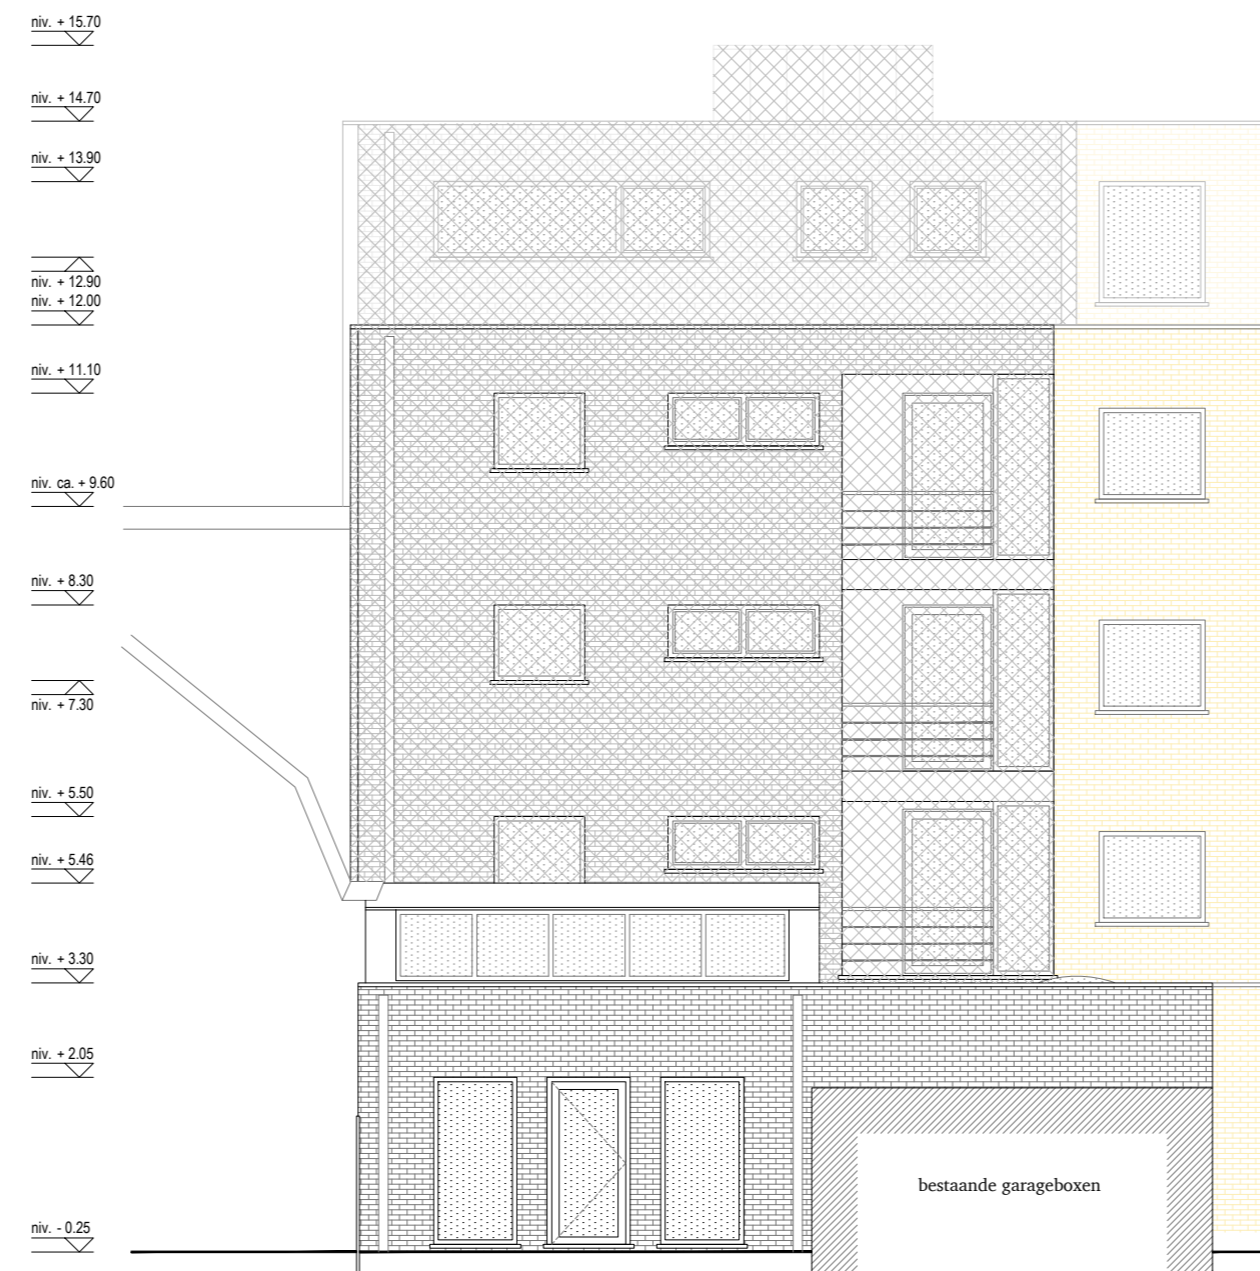 niv. + 15.70
niv. + 14.70
niv. + 13.90
niv. + 12.90
niv. + 12.00
niv. + 11.10
niv. ca. + 9.60
niv. + 8.30
niv. + 7.30
niv. + 5.50
niv. + 5.46
niv. + 3.30
niv. + 2.05
bestaande garageboxen
niv. - 0.25